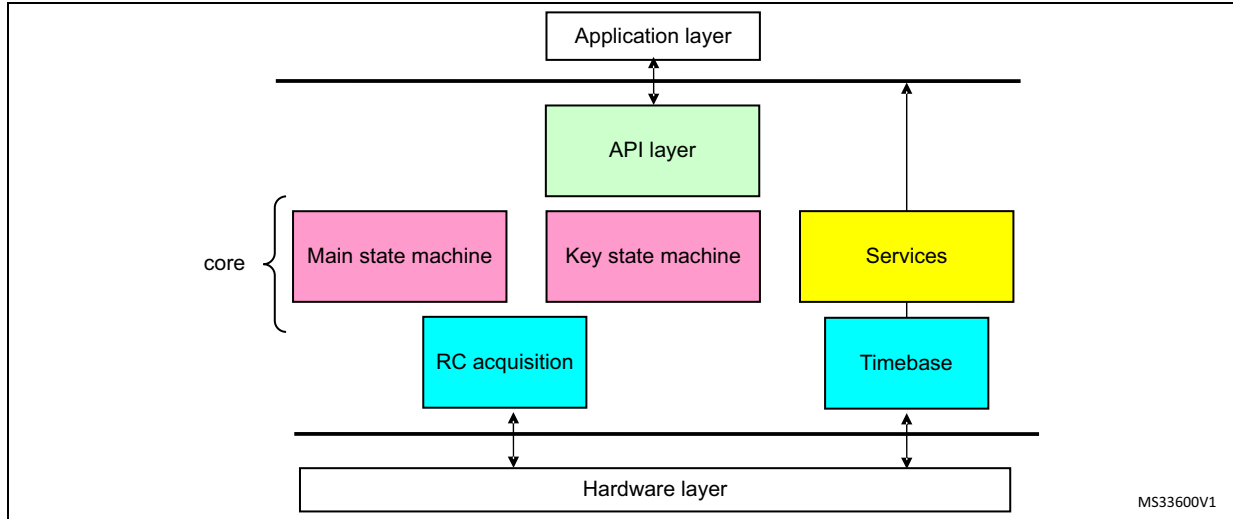 Application layer
API layer
core
Main state machine
Key state machine
Services
RC acquisition
Timebase
Hardware layer
MS33600V1